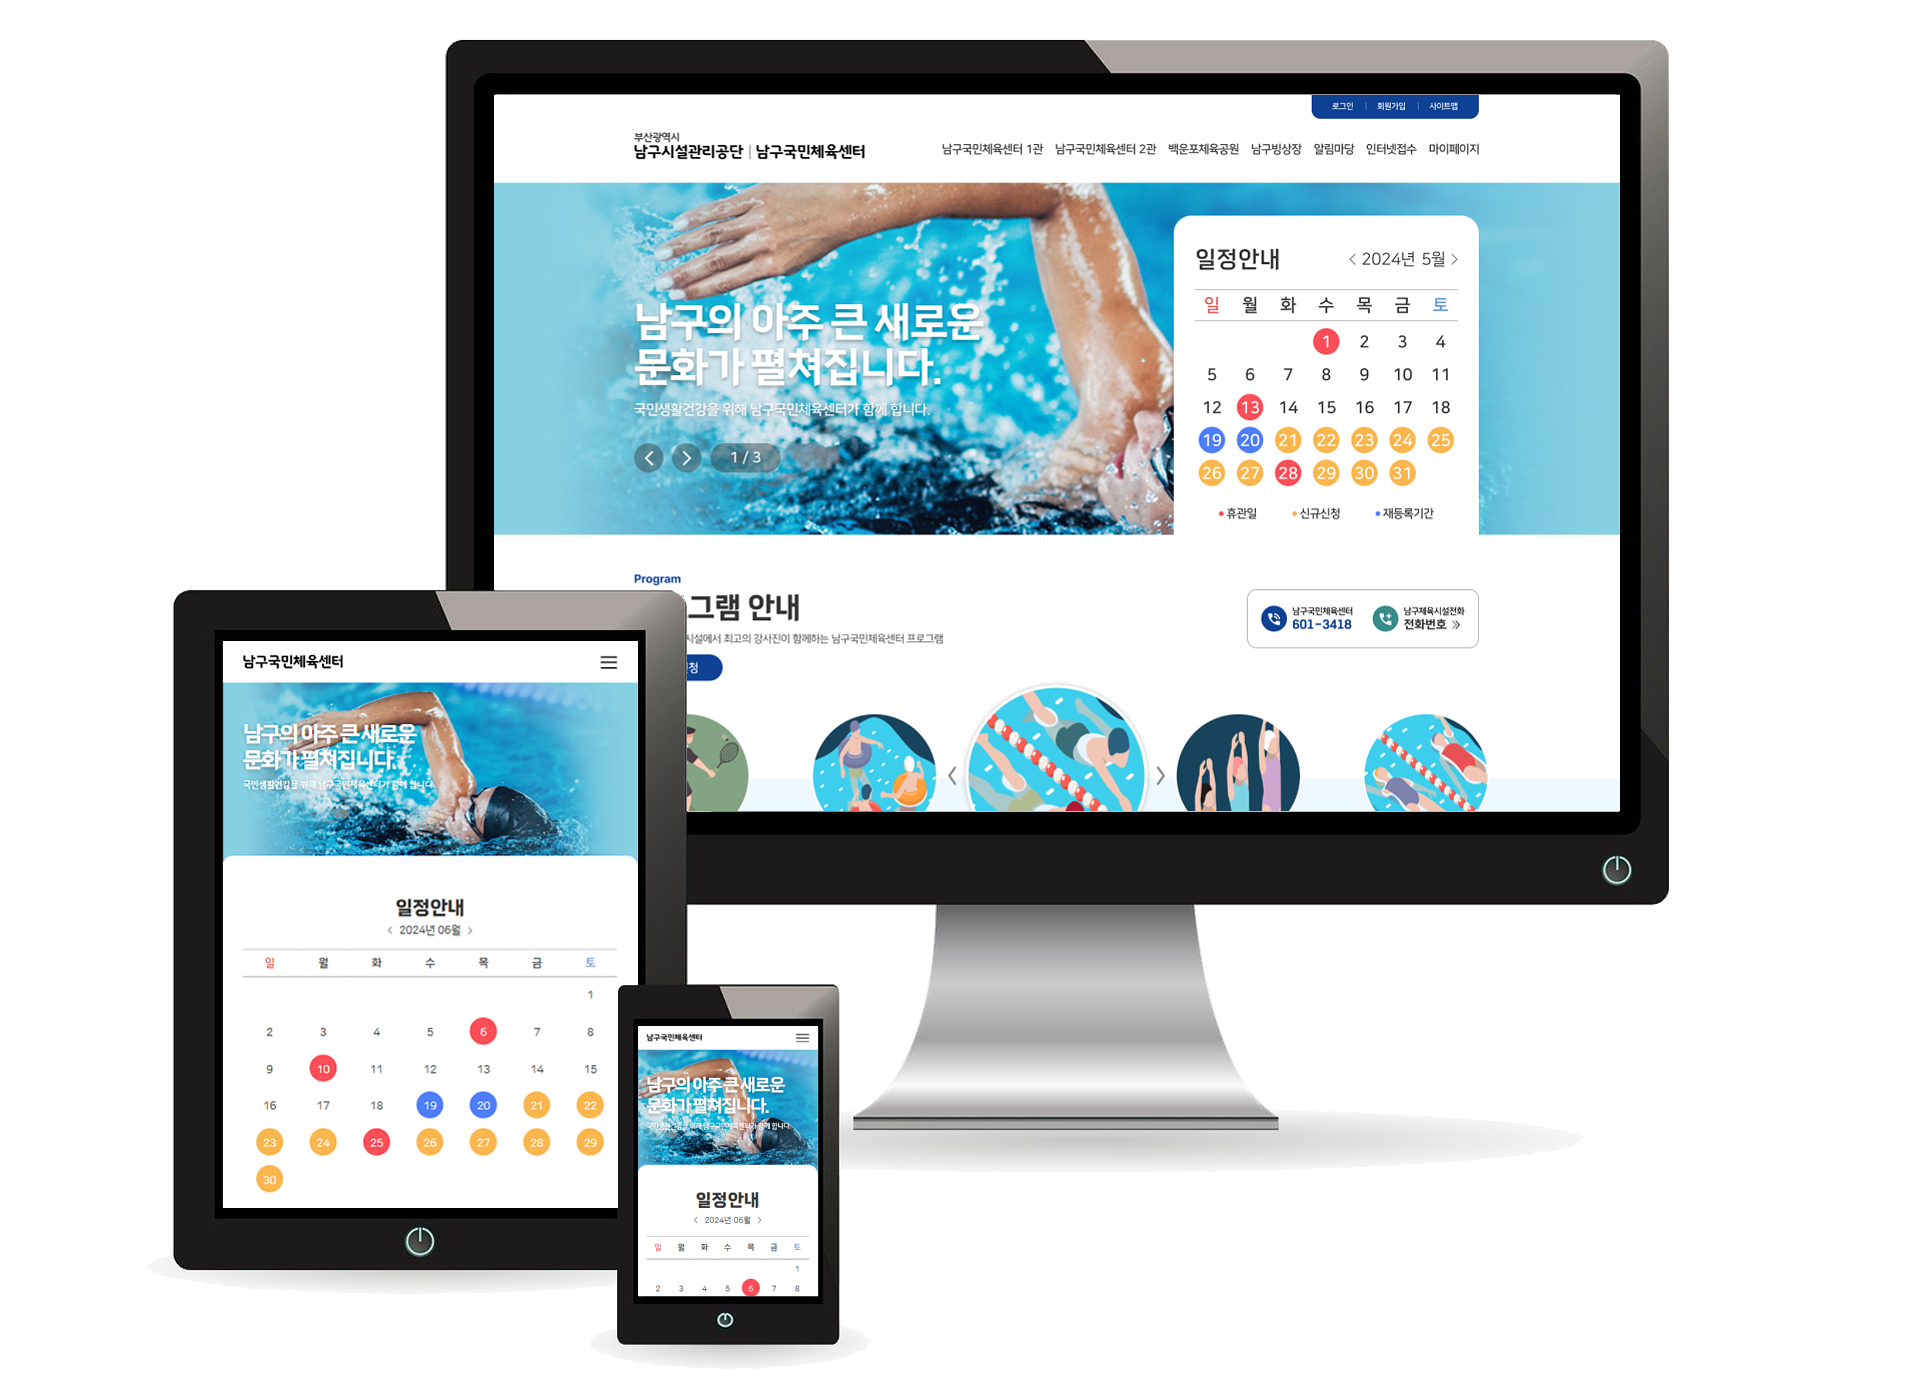 로그인 | 회원가입 | 사이트맵
부산광역시
남구시설관리공단 | 남구국민체육센터
남구국민체육센터 1관 남구국민체육센터 2관 백운포체육공원 남구빙상장 알림마당 인터넷접수 마이페이지
남구의 아주 큰 새로운
문화가 펼쳐집니다.
국민생활건강을 위해 남구국민체육센터가 함께 합니다.
1 / 3
일정안내
< 2024년 5월 >
일 월 화 수 목 금 토
1 2 3 4
5 6 7 8 9 10 11
12 13 14 15 16 17 18
19 20 21 22 23 24 25
26 27 28 29 30 31
휴관일 신규신청 재등록기간
Program
그램 안내
시설에서 최고의 강사진이 함께하는 남구국민체육센터 프로그램
청
남구국민체육센터
601-3418
남구체육시설전화
전화번호 »
남구국민체육센터
남구의 아주 큰 새로운
문화가 펼쳐집니다.
국민생활건강을 위해 남구국민체육센터가 함께 합니다.
일정안내
< 2024년 06월 >
일 월 화 수 목 금 토
1
2 3 4 5 6 7 8
9 10 11 12 13 14 15
16 17 18 19 20 21 22
23 24 25 26 27 28 29
30
남구국민체육센터
남구의 아주 큰 새로운
문화가 펼쳐집니다.
국민생활건강을 위해 남구국민체육센터가 함께 합니다.
일정안내
< 2024년 06월 >
일 월 화 수 목 금 토
1
2 3 4 5 6 7 8